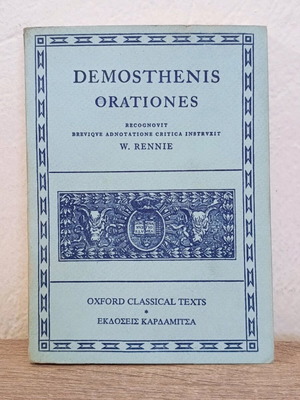 DEMOSTHENIS
ORATIONES
RECOGNOVIT
BREVIQVE ADNOTATIONE CRITICA INSTRVXIT
W. RENNIE
OXFORD CLASSICAL TEXTS
ΕΚΔΟΣΕΙΣ ΚΑΡΔΑΜΙΤΣΑ